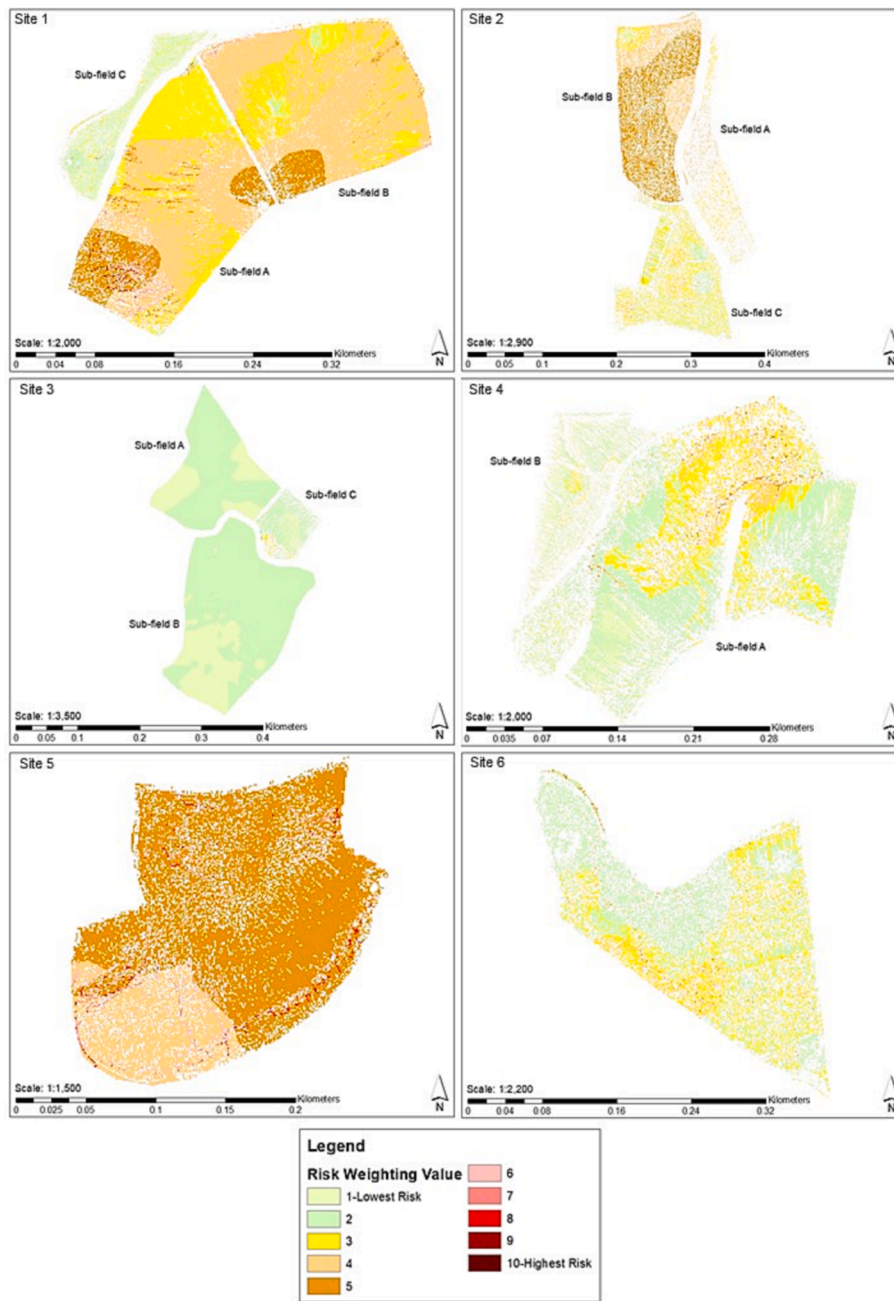 Site 1
Sub-field C
Sub-field B
Sub-field A
Scale: 1:2,000
Kilometers
0 0.04 0.08 0.16 0.24 0.32
N
Site 2
Sub-field B
Sub-field A
Sub-field C
Scale: 1:2,900
Kilometers
0 0.05 0.1 0.2 0.3 0.4
N
Site 3
Sub-field A
Sub-field C
Sub-field B
Scale: 1:3,500
Kilometers
0 0.05 0.1 0.2 0.3 0.4
N
Site 4
Sub-field B
Sub-field A
Scale: 1:2,000
Kilometers
0 0.035 0.07 0.14 0.21 0.28
N
Site 5
Scale: 1:1,500
Kilometers
0 0.025 0.05 0.1 0.15 0.2
N
Site 6
Scale: 1:2,200
Kilometers
0 0.04 0.08 0.16 0.24 0.32
N
Legend
Risk Weighting Value
1-Lowest Risk
2
3
4
5
6
7
8
9
10-Highest Risk